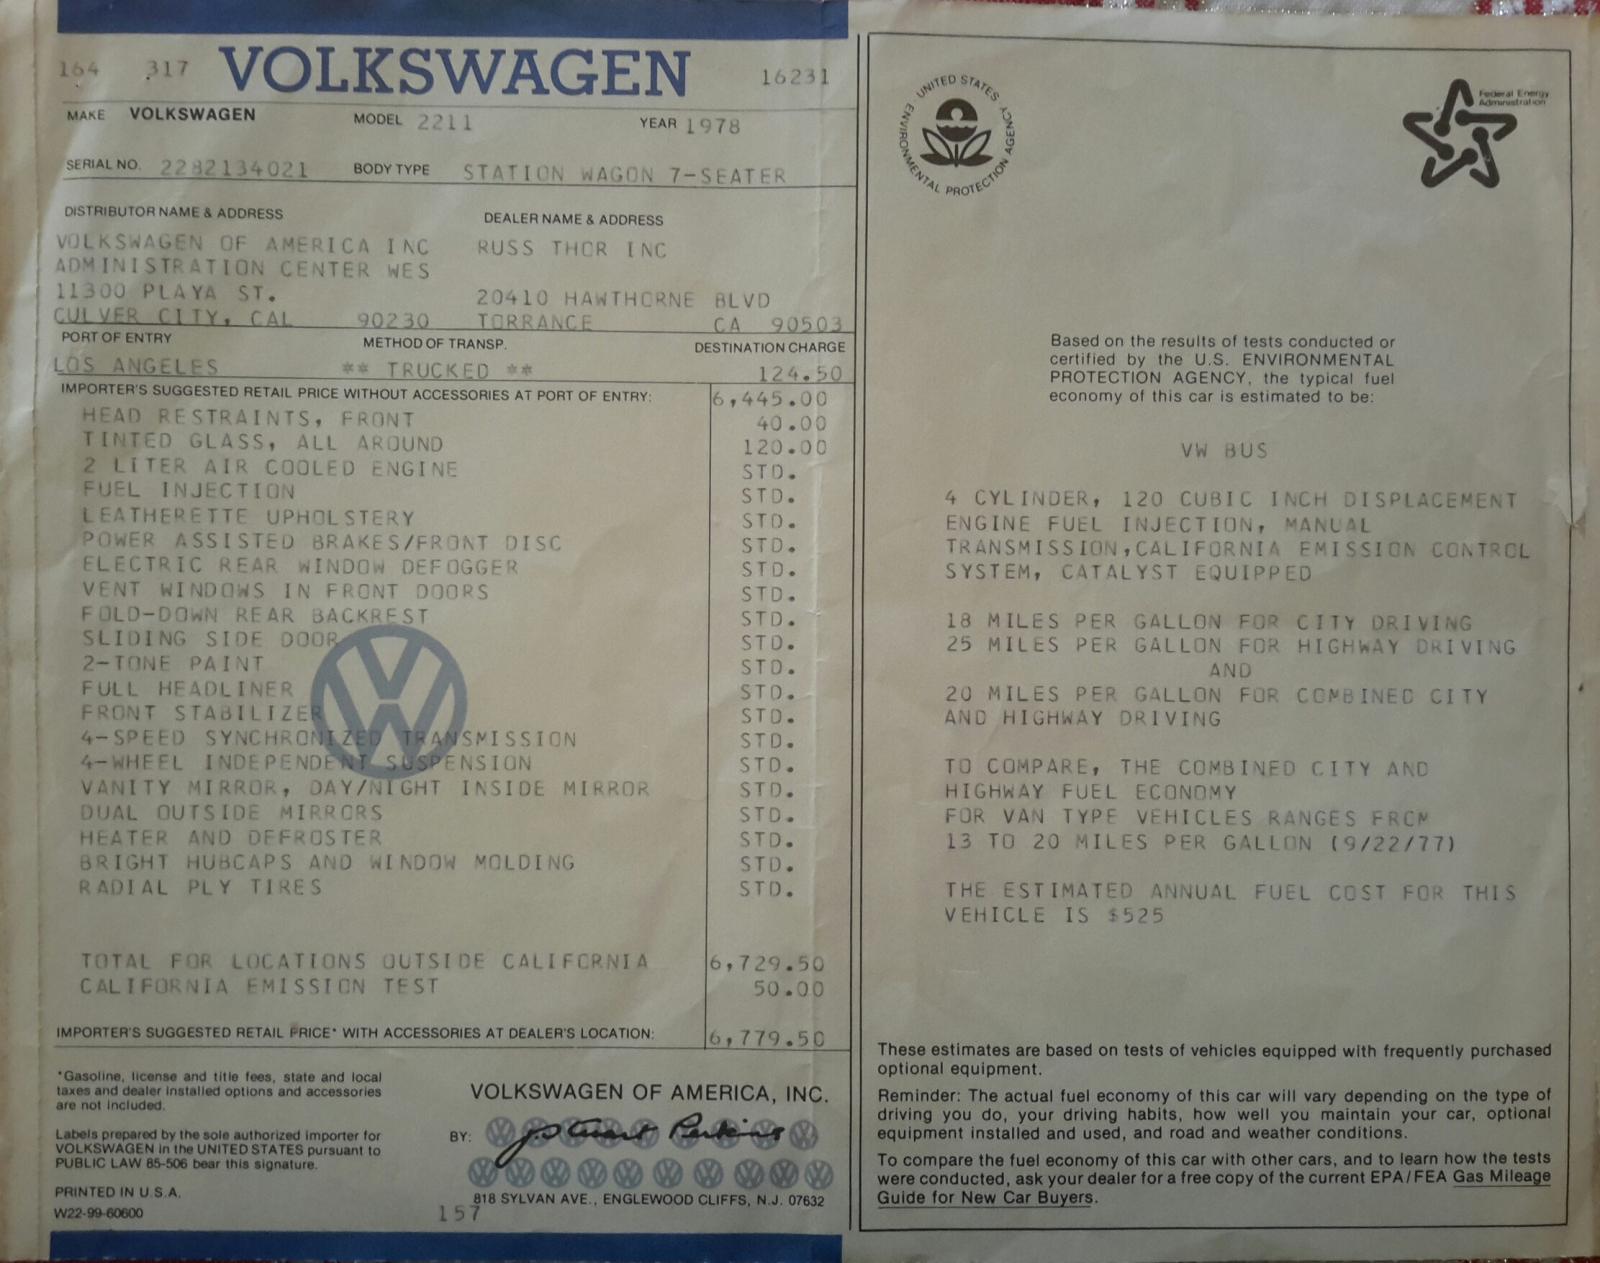 164 317 VOLKSWAGEN 16231
MAKE VOLKSWAGEN MODEL 2211 YEAR 1978
SERIAL NO. 2282134021 BODY TYPE STATION WAGON 7-SEATER
DISTRIBUTOR NAME & ADDRESS DEALER NAME & ADDRESS
VOLKSWAGEN OF AMERICA INC RUSS THOR INC
ADMINISTRATION CENTER WES
11300 PLAYA ST. 20410 HAWTHORNE BLVD
CULVER CITY, CAL 90230 TORRANCE CA 90503
PORT OF ENTRY METHOD OF TRANSP. DESTINATION CHARGE
LOS ANGELES ** TRUCKED ** 124.50
IMPORTER'S SUGGESTED RETAIL PRICE WITHOUT ACCESSORIES AT PORT OF ENTRY: 6,445.00
HEAD RESTRAINTS, FRONT 40.00
TINTED GLASS, ALL AROUND 120.00
2 LITER AIR COOLED ENGINE STD.
FUEL INJECTION STD.
LEATHERETTE UPHOLSTERY STD.
POWER ASSISTED BRAKES/FRONT DISC STD.
ELECTRIC REAR WINDOW DEFOGGER STD.
VENT WINDOWS IN FRONT DOORS STD.
FOLD-DOWN REAR BACKREST STD.
SLIDING SIDE DOOR STD.
2-TONE PAINT STD.
FULL HEADLINER STD.
FRONT STABILIZER STD.
4-SPEED SYNCHRONIZED TRANSMISSION STD.
4-WHEEL INDEPENDENT SUSPENSION STD.
VANITY MIRROR, DAY/NIGHT INSIDE MIRROR STD.
DUAL OUTSIDE MIRRORS STD.
HEATER AND DEFROSTER STD.
BRIGHT HUBCAPS AND WINDOW MOLDING STD.
RADIAL PLY TIRES STD.
TOTAL FOR LOCATIONS OUTSIDE CALIFORNIA 6,729.50
CALIFORNIA EMISSION TEST 50.00
IMPORTER'S SUGGESTED RETAIL PRICE* WITH ACCESSORIES AT DEALER'S LOCATION: 6,779.50
*Gasoline, license and title fees, state and local
taxes and dealer installed options and accessories
are not included.
Labels prepared by the sole authorized importer for
VOLKSWAGEN in the UNITED STATES pursuant to
PUBLIC LAW 85-506 bear this signature.
PRINTED IN U.S.A.
W22-99-60600
VOLKSWAGEN OF AMERICA, INC.
BY: J. Stuart Perkins
818 SYLVAN AVE., ENGLEWOOD CLIFFS, N.J. 07632
157
UNITED STATES ENVIRONMENTAL PROTECTION AGENCY
Federal Energy
Administration
Based on the results of tests conducted or
certified by the U.S. ENVIRONMENTAL
PROTECTION AGENCY, the typical fuel
economy of this car is estimated to be:
VW BUS
4 CYLINDER, 120 CUBIC INCH DISPLACEMENT
ENGINE FUEL INJECTION, MANUAL
TRANSMISSION,CALIFORNIA EMISSION CONTROL
SYSTEM, CATALYST EQUIPPED
18 MILES PER GALLON FOR CITY DRIVING
25 MILES PER GALLON FOR HIGHWAY DRIVING
AND
20 MILES PER GALLON FOR COMBINED CITY
AND HIGHWAY DRIVING
TO COMPARE, THE COMBINED CITY AND
HIGHWAY FUEL ECONOMY
FOR VAN TYPE VEHICLES RANGES FROM
13 TO 20 MILES PER GALLON (9/22/77)
THE ESTIMATED ANNUAL FUEL COST FOR THIS
VEHICLE IS $525
These estimates are based on tests of vehicles equipped with frequently purchased
optional equipment.
Reminder: The actual fuel economy of this car will vary depending on the type of
driving you do, your driving habits, how well you maintain your car, optional
equipment installed and used, and road and weather conditions.
To compare the fuel economy of this car with other cars, and to learn how the tests
were conducted, ask your dealer for a free copy of the current EPA/FEA Gas Mileage
Guide for New Car Buyers.